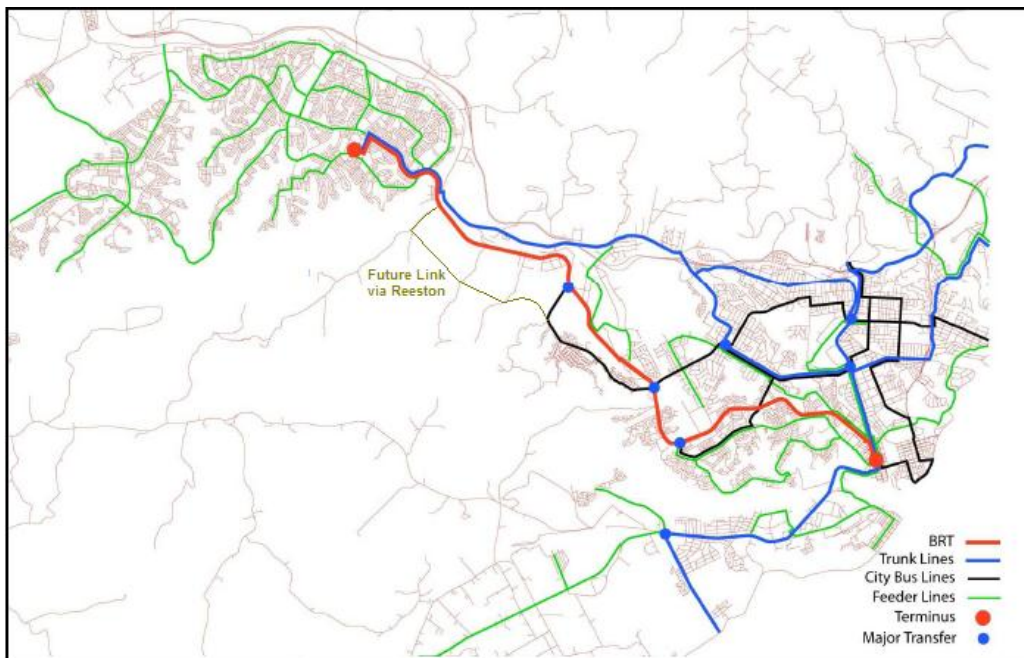 Future Link
via Reeston
BRT
Trunk Lines
City Bus Lines
Feeder Lines
Terminus
Major Transfer